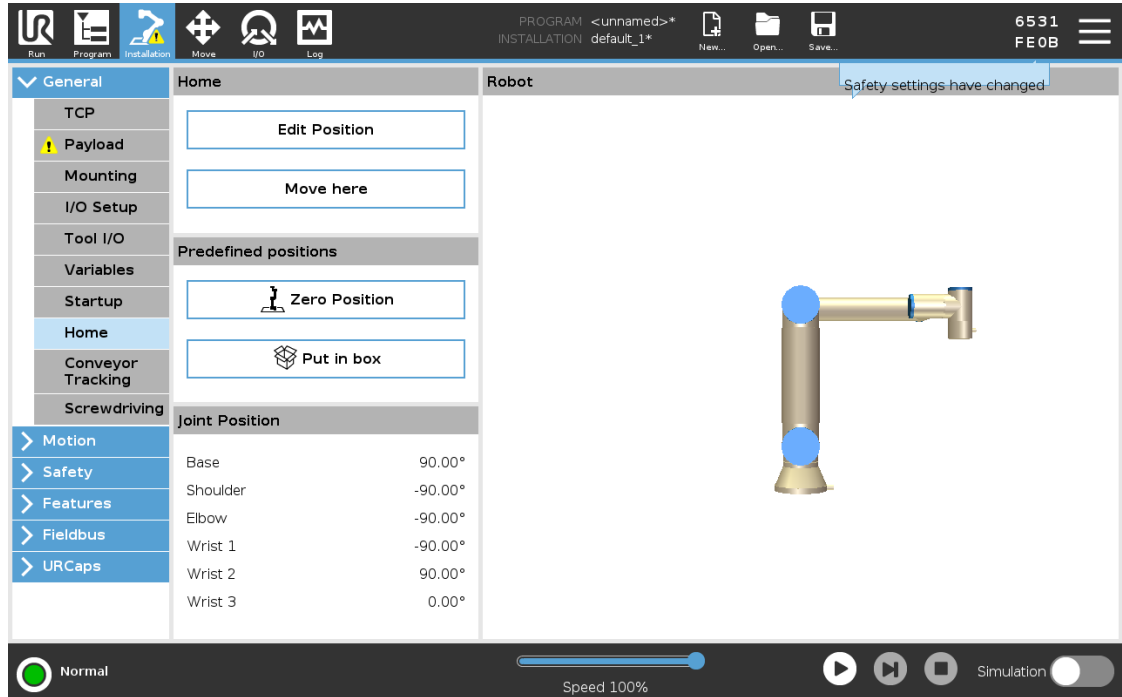 PROGRAM <unnamed>*
INSTALLATION default_1*
Run
Program
Installation
Move
I/O
Log
New...
Open...
Save...
6531
FE0B
Safety settings have changed
General
TCP
Payload
Mounting
I/O Setup
Tool I/O
Variables
Startup
Home
Conveyor
Tracking
Screwdriving
Motion
Safety
Features
Fieldbus
URCaps
Home
Edit Position
Move here
Predefined positions
Zero Position
Put in box
Joint Position
Base 90.00°
Shoulder -90.00°
Elbow -90.00°
Wrist 1 -90.00°
Wrist 2 90.00°
Wrist 3 0.00°
Robot
Normal
Speed 100%
Simulation